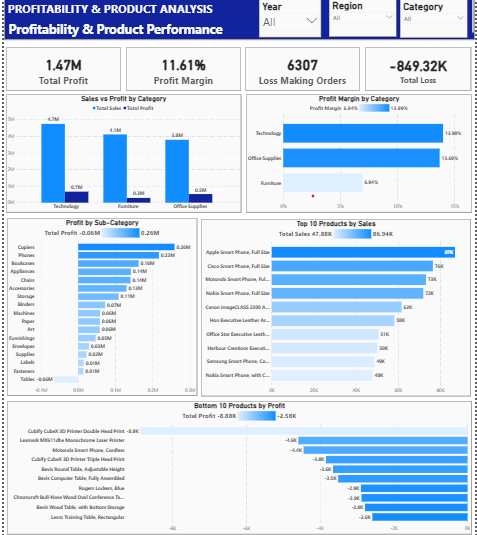 PROFITABILITY & PRODUCT ANALYSIS
Profitability & Product Performance
Year
All
Region
All
Category
All
1.47M
Total Profit
11.61%
Profit Margin
6307
Loss Making Orders
-849.32K
Total Loss
Sales vs Profit by Category
Total Sales Total Profit
4.7M
4.1M
3.8M
0.7M
0.3M
0.5M
Technology
Furniture
Office Supplies
Profit Margin by Category
Profit Margin 6.94% 13.99%
Technology 13.99%
Office Supplies 13.69%
Furniture 6.94%
0% 5% 10% 15%
Profit by Sub-Category
Total Profit -0.06M 0.26M
Copiers 0.26M
Phones 0.22M
Bookcases 0.16M
Appliances 0.14M
Chairs 0.14M
Accessories 0.13M
Storage 0.11M
Binders 0.07M
Machines 0.06M
Paper 0.06M
Art 0.06M
Furnishings 0.05M
Envelopes 0.03M
Supplies 0.02M
Labels 0.01M
Fasteners 0.01M
Tables -0.06M
-0.1M 0.0M 0.1M 0.2M 0.3M
Top 10 Products by Sales
Total Sales 47.88K 86.94K
Apple Smart Phone, Full Size 87K
Cisco Smart Phone, Full Size 76K
Motorola Smart Phone, Ful... 73K
Nokia Smart Phone, Full Size 72K
Canon imageCLASS 2200 A... 62K
Hon Executive Leather Ar... 58K
Office Star Executive Leath... 51K
Harbour Creations Executi... 50K
Samsung Smart Phone, Co... 49K
Nokia Smart Phone, with C... 48K
0K 20K 40K 60K 80K
Bottom 10 Products by Profit
Total Profit -8.88K -2.58K
Cubify CubeX 3D Printer Double Head Print -8.9K
Lexmark MX611dhe Monochrome Laser Printer -4.6K
Motorola Smart Phone, Cordless -4.4K
Cubify CubeX 3D Printer Triple Head Print -3.8K
Bevis Round Table, Adjustable Height -3.6K
Bevis Computer Table, Fully Assembled -3.5K
Rogers Lockers, Blue -2.9K
Chromcraft Bull-Nose Wood Oval Conference Ta... -2.9K
Bevis Wood Table, with Bottom Storage -2.8K
Lesro Training Table, Rectangular -2.6K
-8K -6K -4K -2K 0K